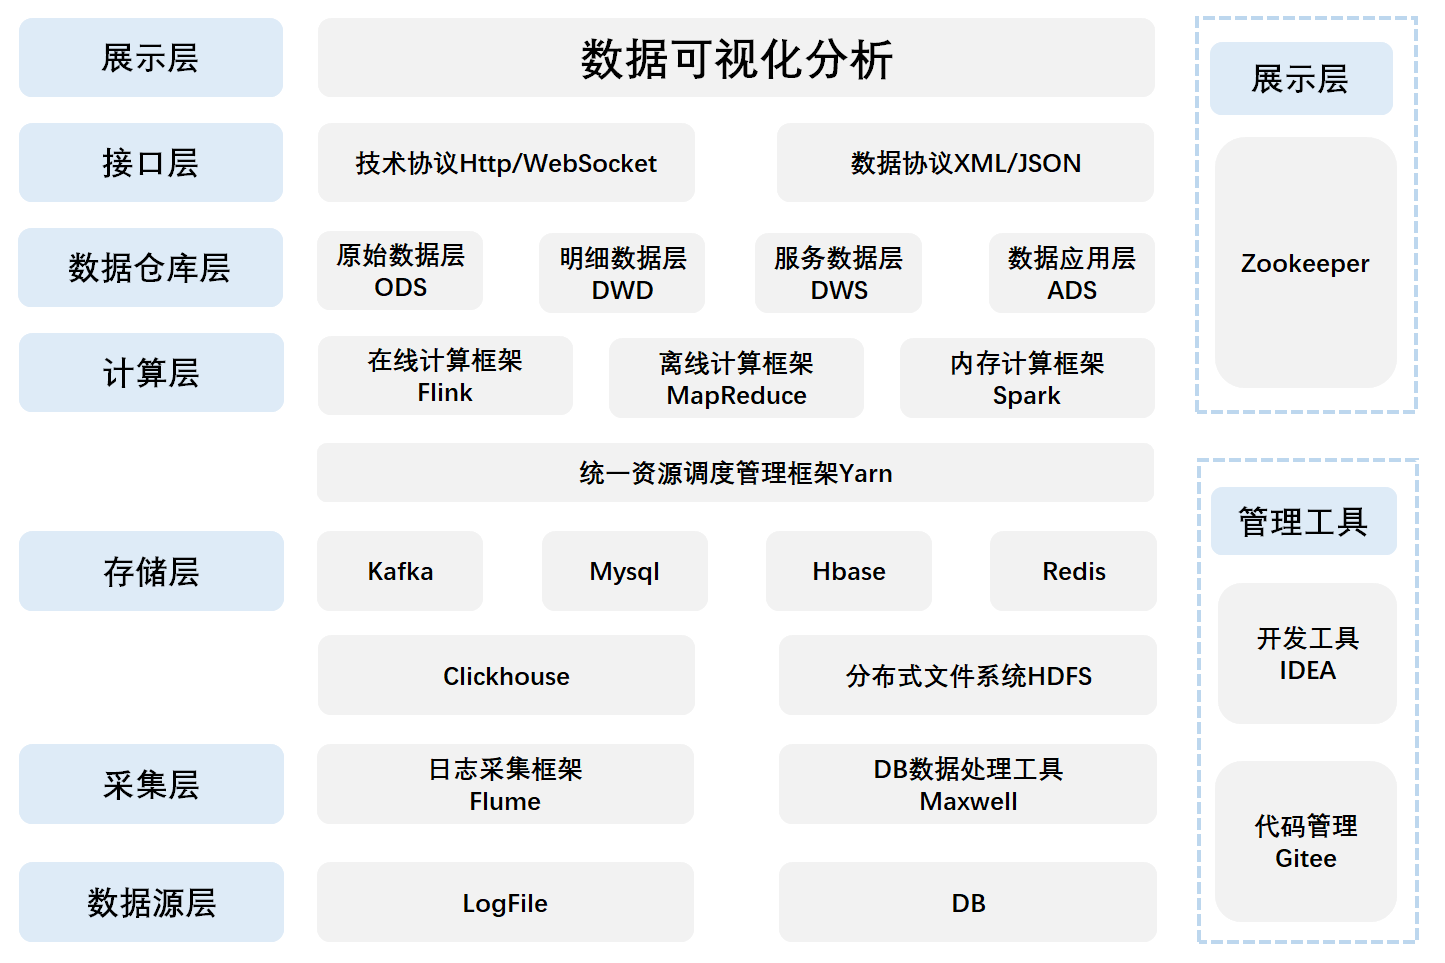 展示层
数据可视化分析
接口层
技术协议Http/WebSocket
数据协议XML/JSON
数据仓库层
原始数据层
ODS
明细数据层
DWD
服务数据层
DWS
数据应用层
ADS
计算层
在线计算框架
Flink
离线计算框架
MapReduce
内存计算框架
Spark
统一资源调度管理框架Yarn
存储层
Kafka
Mysql
Hbase
Redis
Clickhouse
分布式文件系统HDFS
采集层
日志采集框架
Flume
DB数据处理工具
Maxwell
数据源层
LogFile
DB
展示层
Zookeeper
管理工具
开发工具
IDEA
代码管理
Gitee